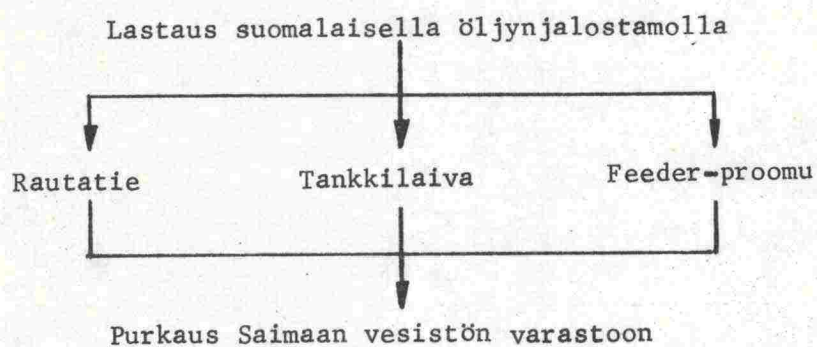 Lastaus suomalaisella öljynjalostamolla
Rautatie Tankkilaiva Feeder-proomu
Purkaus Saimaan vesistön varastoon